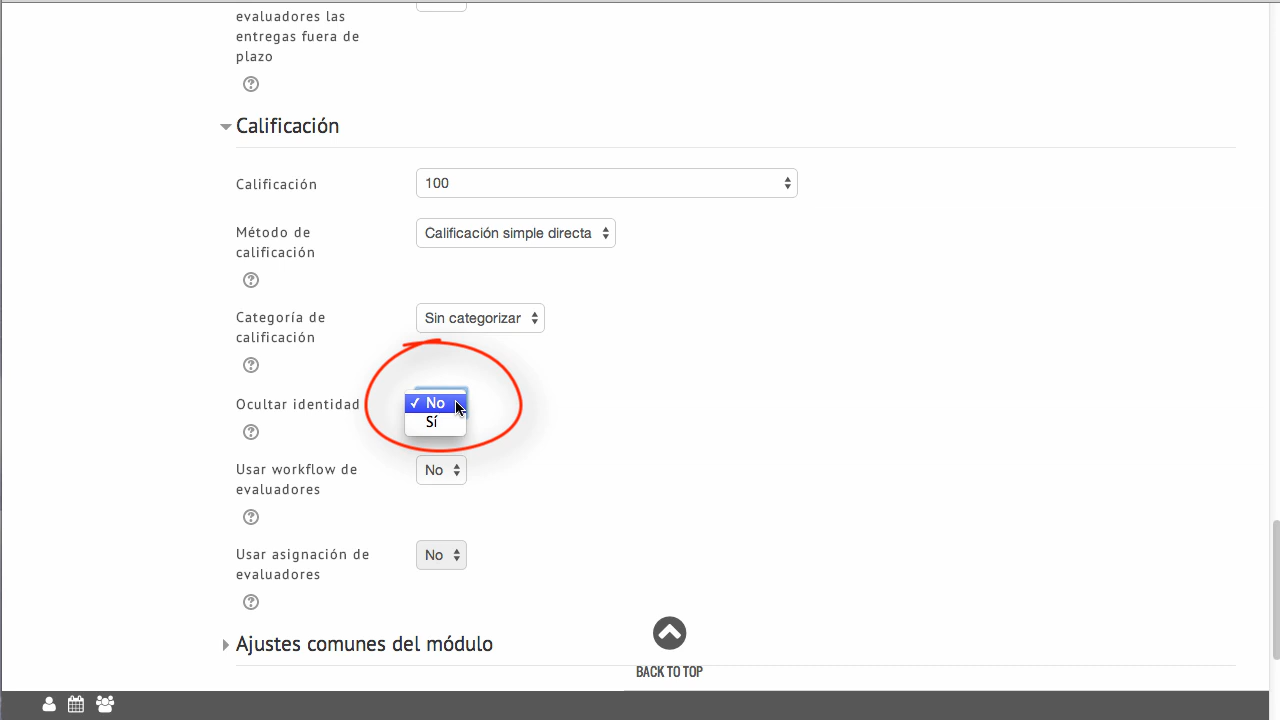 evaluadores las
entregas fuera de
plazo
Calificación
Calificación
100
Método de
calificación
Calificación simple directa
Categoría de
calificación
Sin categorizar
Ocultar identidad
✓ No
Sí
Usar workflow de
evaluadores
No
Usar asignación de
evaluadores
No
Ajustes comunes del módulo
BACK TO TOP